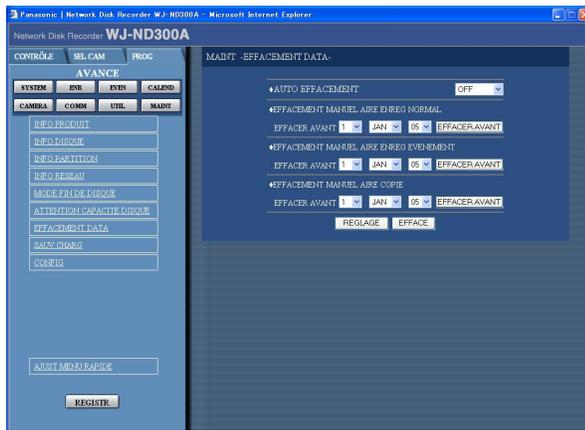 Panasonic | Network Disk Recorder WJ-ND300A - Microsoft Internet Explorer
Network Disk Recorder WJ-ND300A
CONTRÔLE SEL CAM PROG
AVANCE
SYSTEM ENR EVEN CALEND
CAMERA COMM UTIL MAINT
INFO PRODUIT
INFO DISQUE
INFO PARTITION
INFO RESEAU
MODE FIN DE DISQUE
ATTENTION CAPACITE DISQUE
EFFACEMENT DATA
SAUV CHARG
CONFIG
AJUST MENU RAPIDE
REGISTR
MAINT -EFFACEMENT DATA-
♦AUTO EFFACEMENT OFF
♦EFFACEMENT MANUEL AIRE ENREG NORMAL
EFFACER AVANT 1 JAN 05 EFFACER AVANT
♦EFFACEMENT MANUEL AIRE ENREG EVENEMENT
EFFACER AVANT 1 JAN 05 EFFACER AVANT
♦EFFACEMENT MANUEL AIRE COPIE
EFFACER AVANT 1 JAN 05 EFFACER AVANT
REGLAGE EFFACE